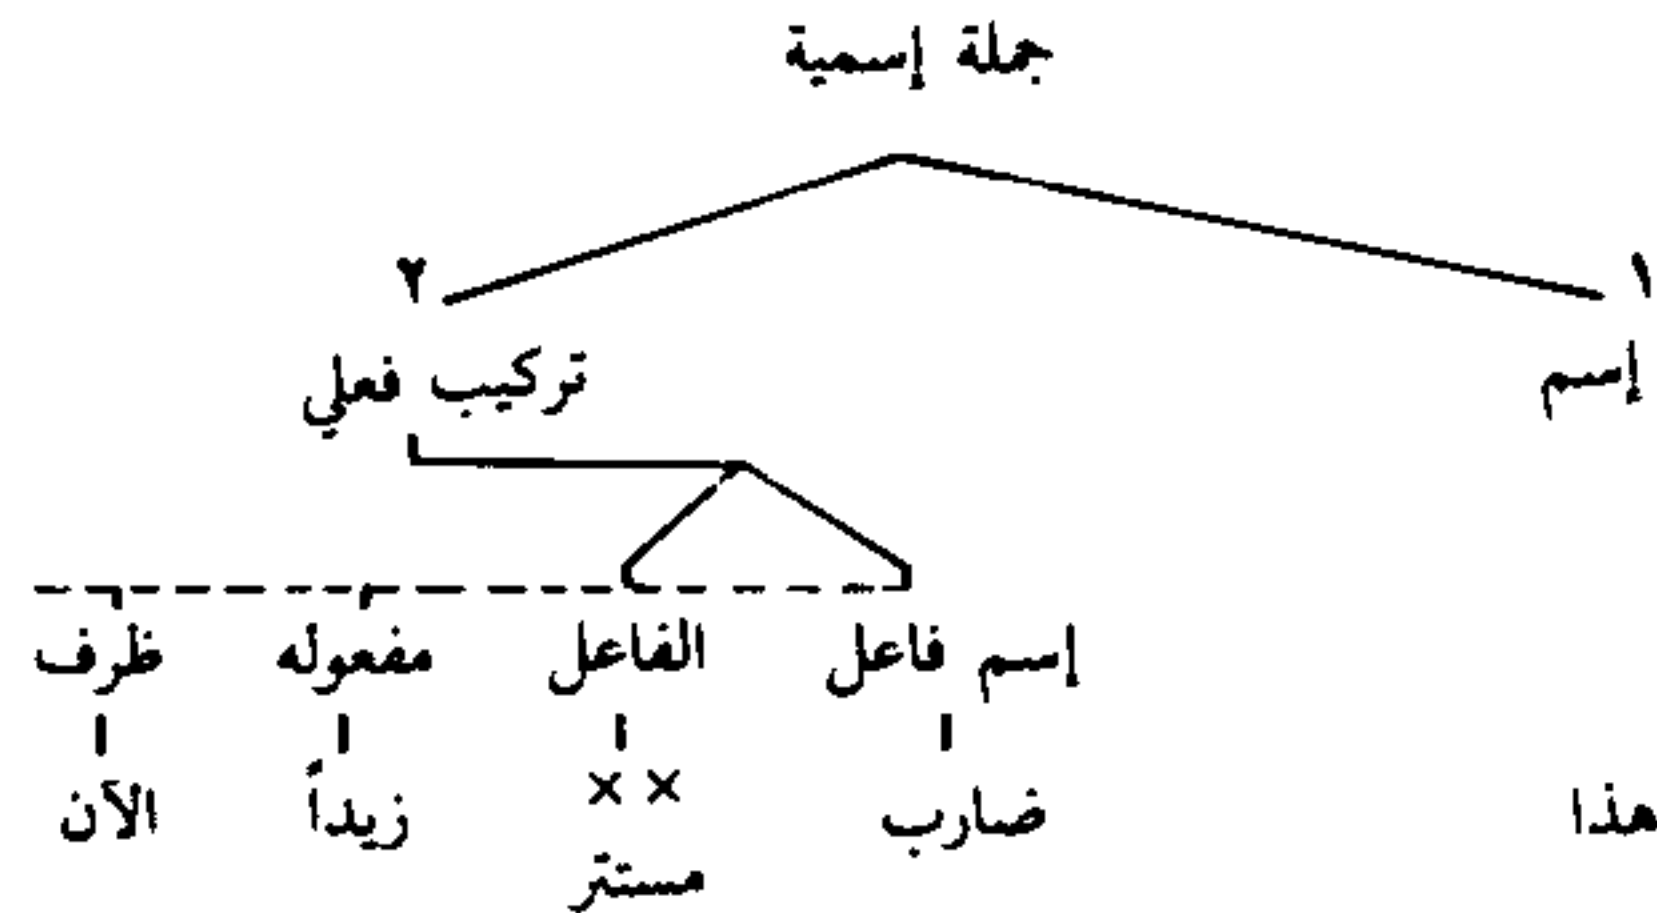 جملة إسمية
١ ٢
إسم تركيب فعلي
إسم فاعل الفاعل مفعوله ظرف
هذا ضارب ×× زيداً الآن
مستتر